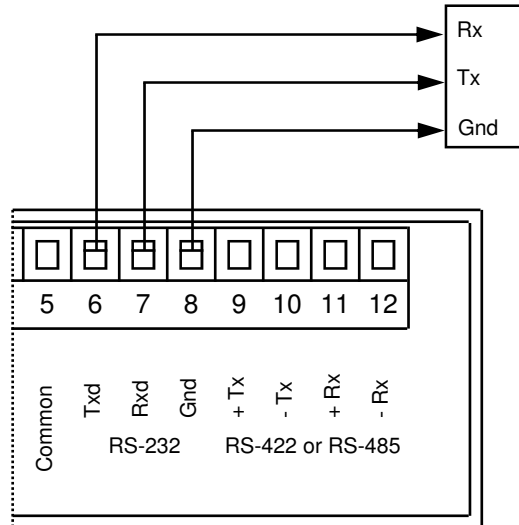 Rx
Tx
Gnd
5 6 7 8 9 10 11 12
Common Txd Rxd Gnd + Tx - Tx + Rx - Rx
RS-232 RS-422 or RS-485